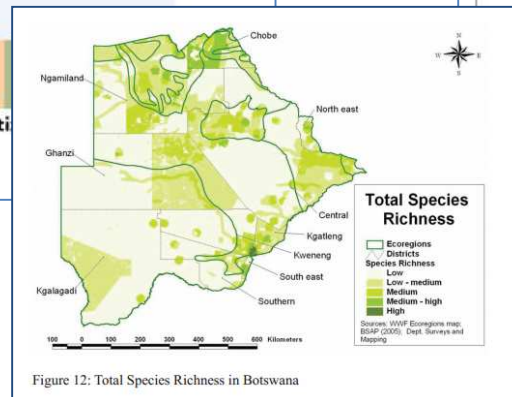 ti
Chobe
N
W
E
S
Ngamiland
North east
Ghanzi
Central
Kgatleng
Kweneng
South east
Kgalagadi
Southern
Total Species
Richness
Ecoregions
Districts
Species Richness
Low
Low - medium
Medium
Medium - high
High
Sources: WWF Ecoregions map;
BSAP (2005); Dept. Surveys and
Mapping
100 0 100 200 300 400 500 600 Kilometers
Figure 12: Total Species Richness in Botswana